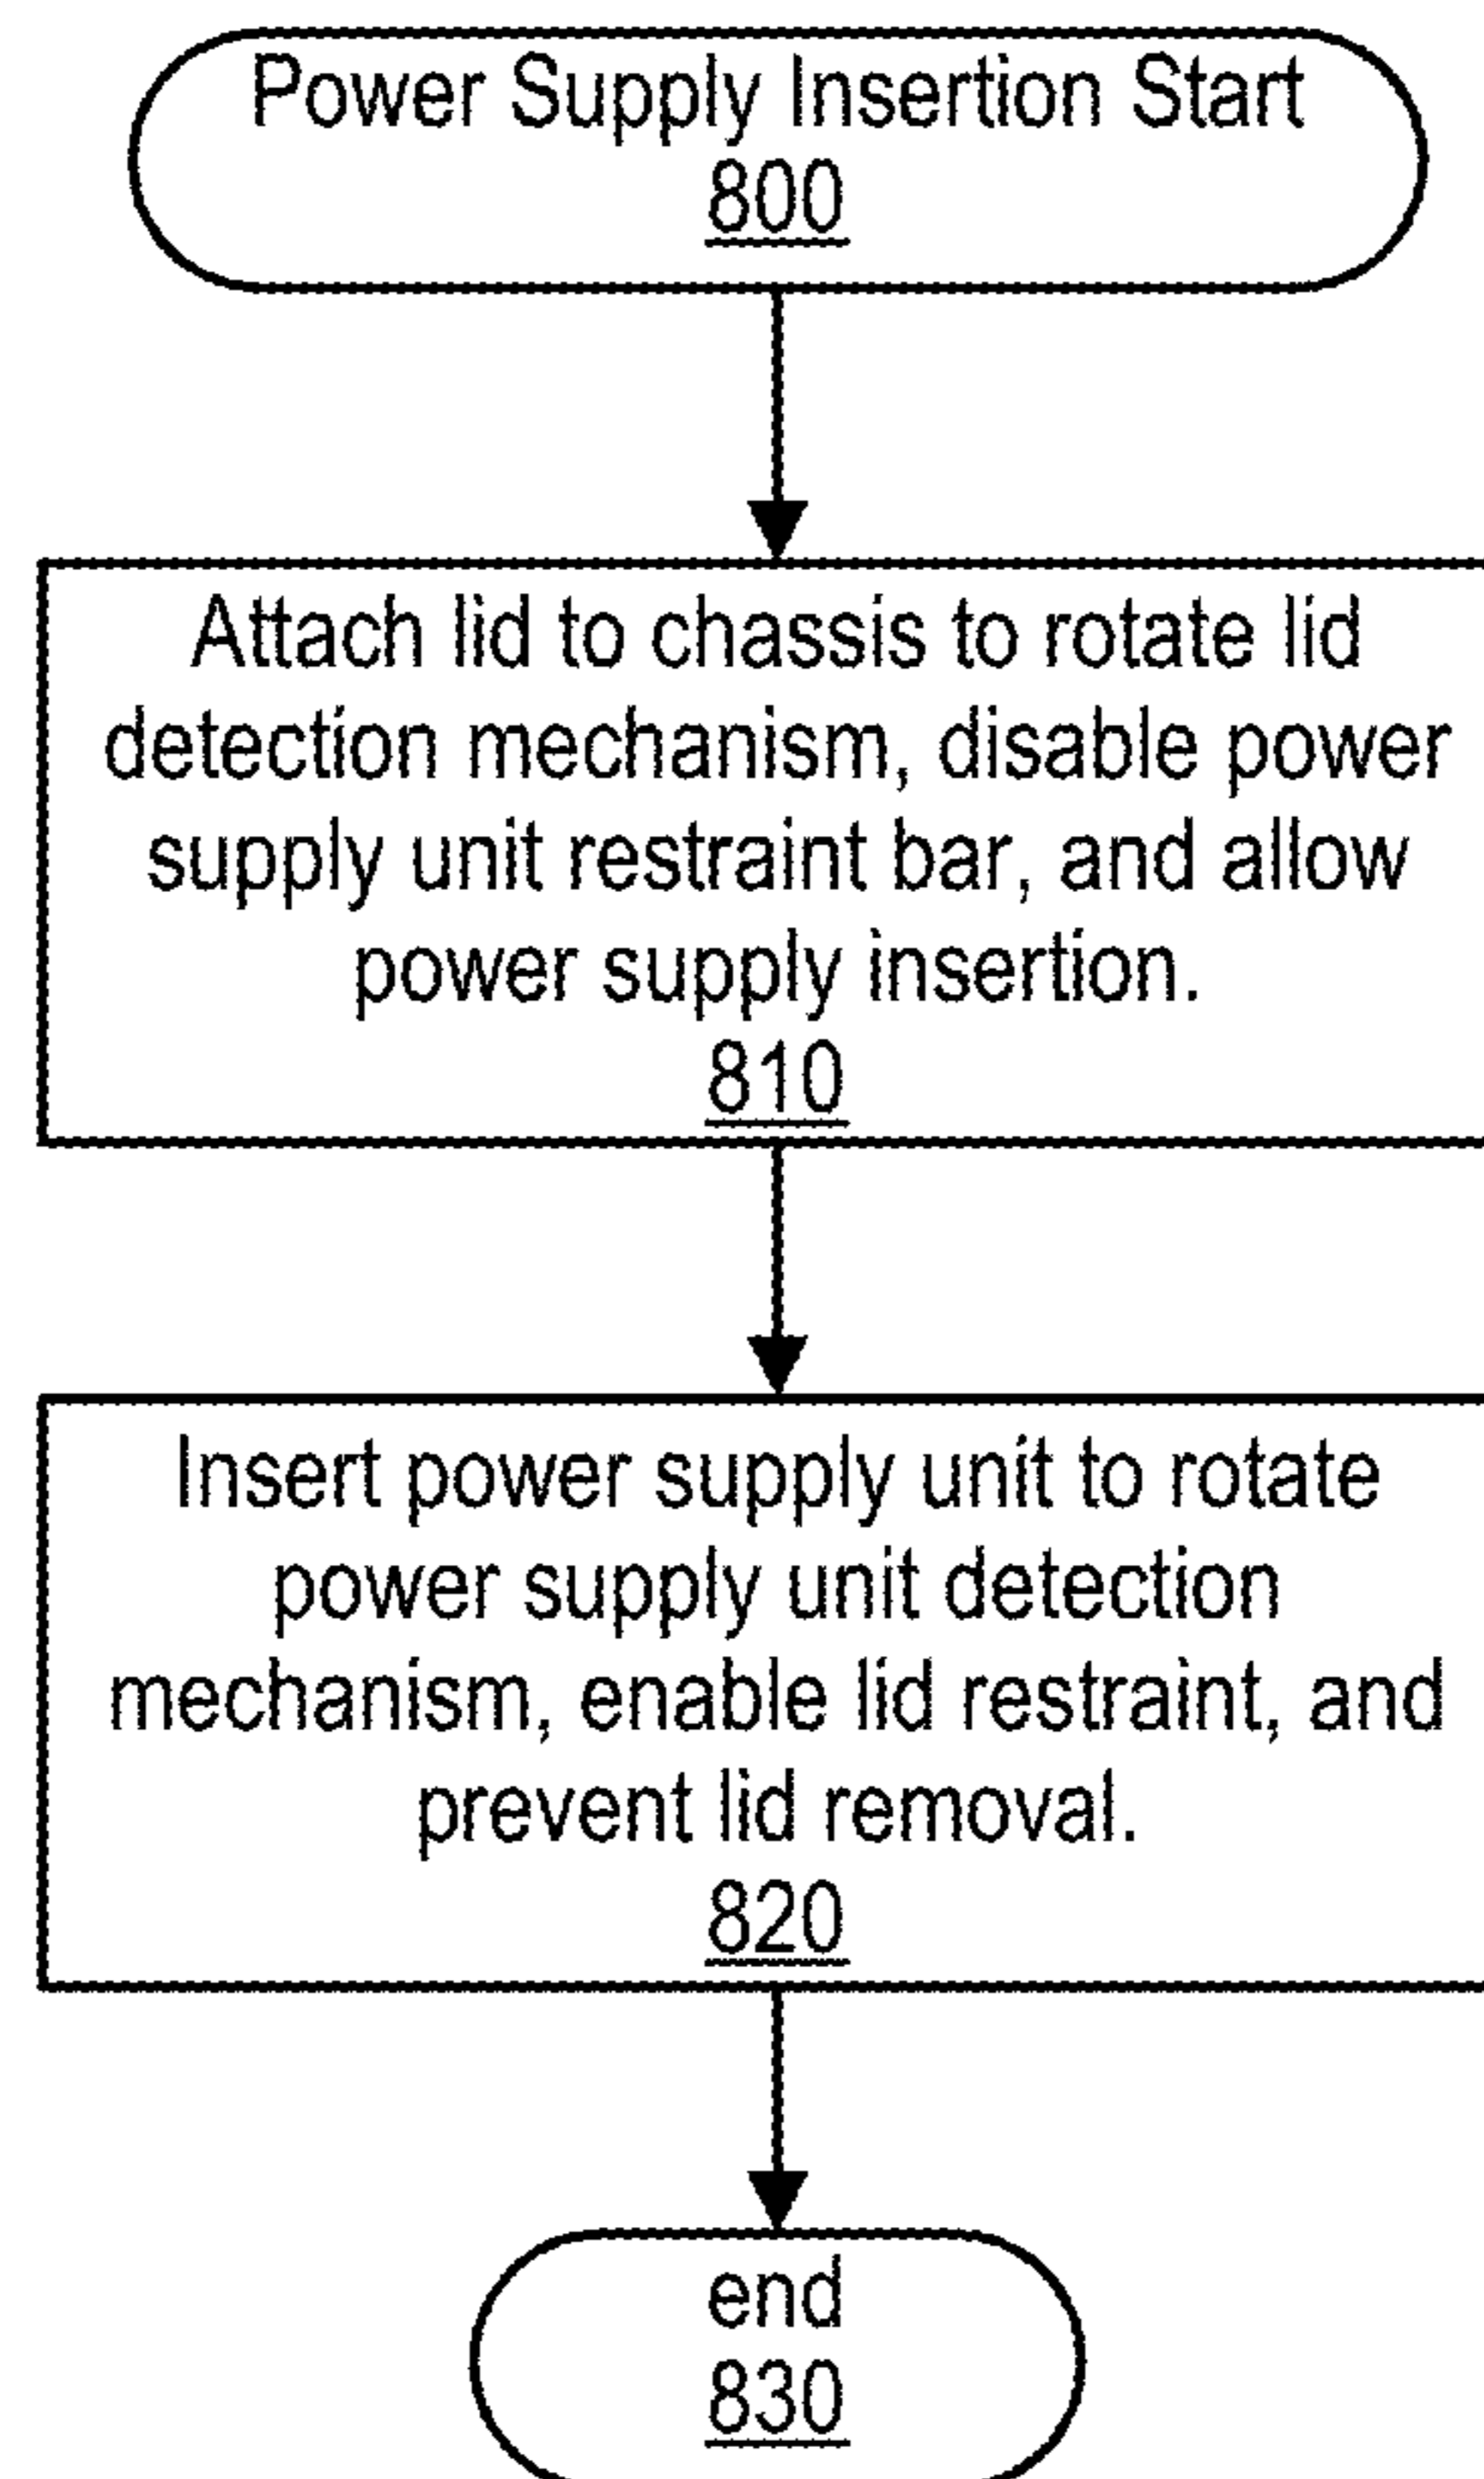 Power Supply Insertion Start
800
Attach lid to chassis to rotate lid
detection mechanism, disable power
supply unit restraint bar, and allow
power supply insertion.
810
Insert power supply unit to rotate
power supply unit detection
mechanism, enable lid restraint, and
prevent lid removal.
820
end
830